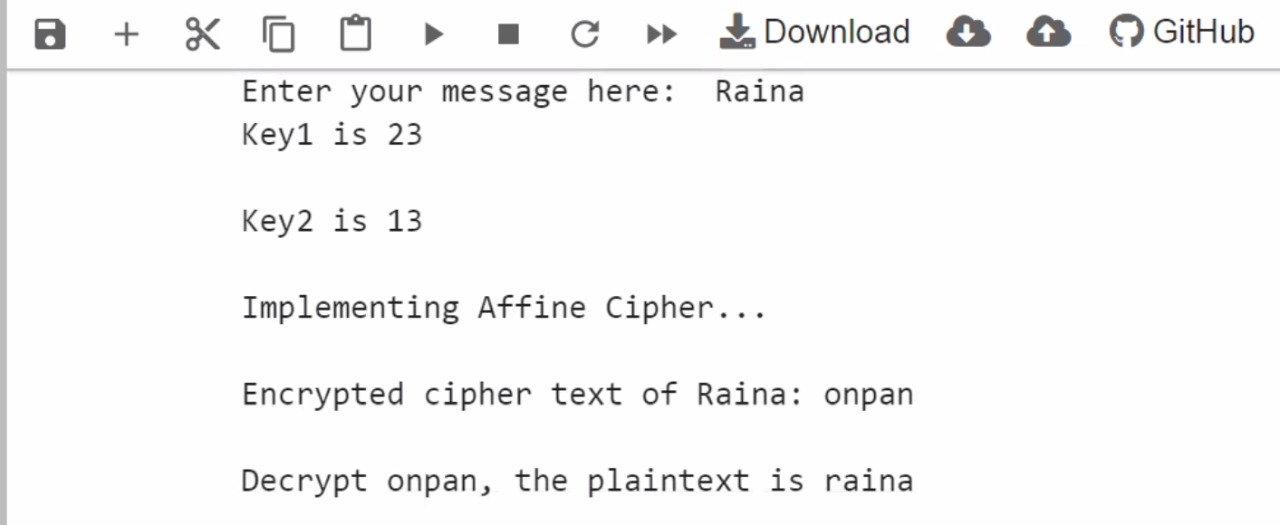 Download GitHub
Enter your message here: Raina
Key1 is 23
Key2 is 13
Implementing Affine Cipher...
Encrypted cipher text of Raina: onpan
Decrypt onpan, the plaintext is raina